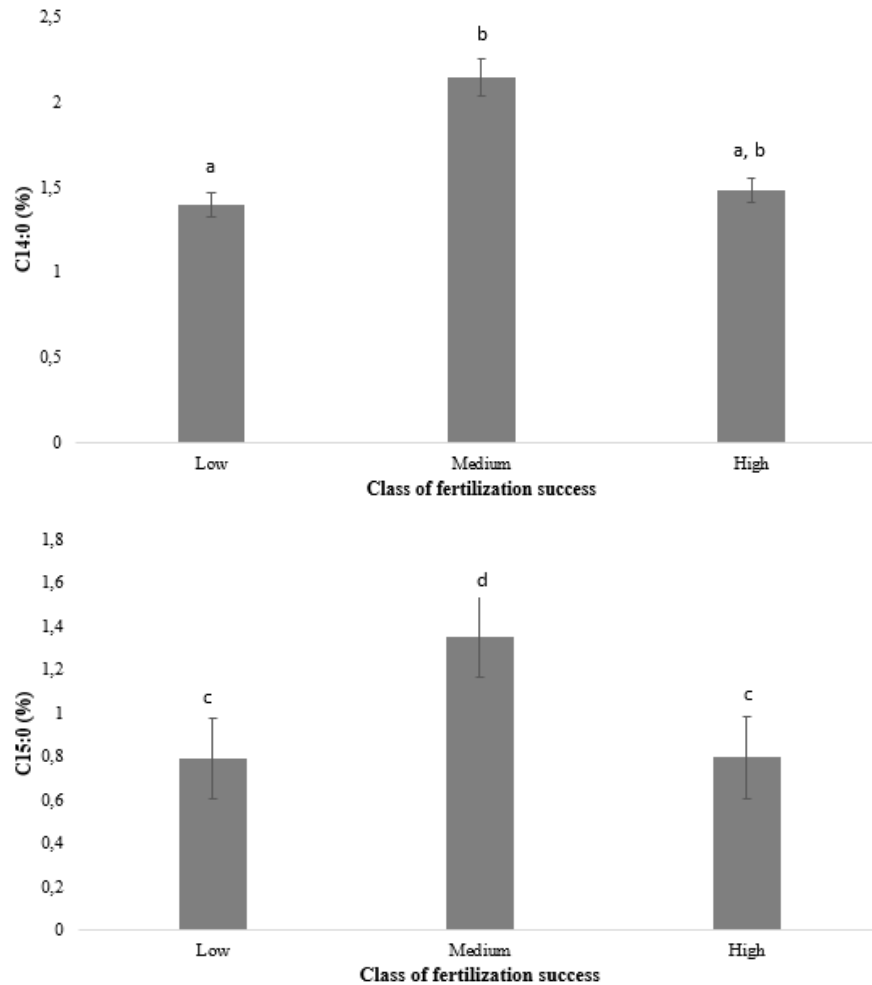 2,5
2
1,5
1
0,5
0
C14:0 (%)
a
b
a, b
Low Medium High
Class of fertilization success
1,8
1,6
1,4
1,2
1
0,8
0,6
0,4
0,2
0
C15:0 (%)
c
d
c
Low Medium High
Class of fertilization success